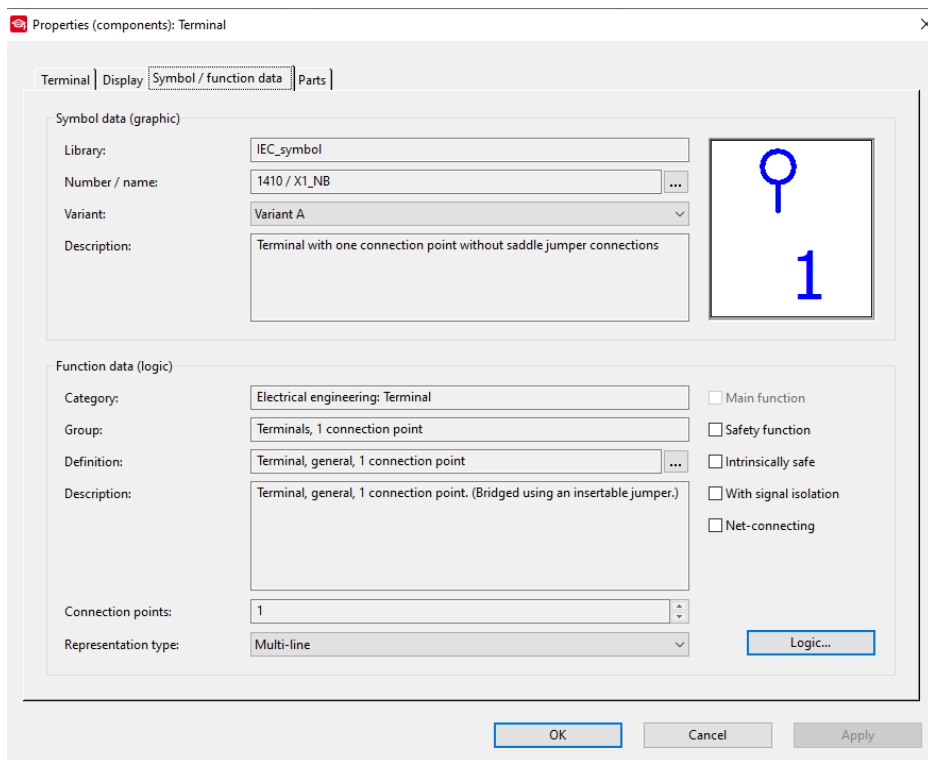 Properties (components): Terminal
Terminal Display Symbol / function data Parts
Symbol data (graphic)
Library: IEC_symbol
Number / name: 1410 / X1_NB ...
Variant: Variant A
Description: Terminal with one connection point without saddle jumper connections
1
Function data (logic)
Category: Electrical engineering: Terminal Main function
Group: Terminals, 1 connection point Safety function
Definition: Terminal, general, 1 connection point ... Intrinsically safe
Description: Terminal, general, 1 connection point. (Bridged using an insertable jumper.) With signal isolation
Net-connecting
Connection points: 1
Representation type: Multi-line Logic...
OK Cancel Apply